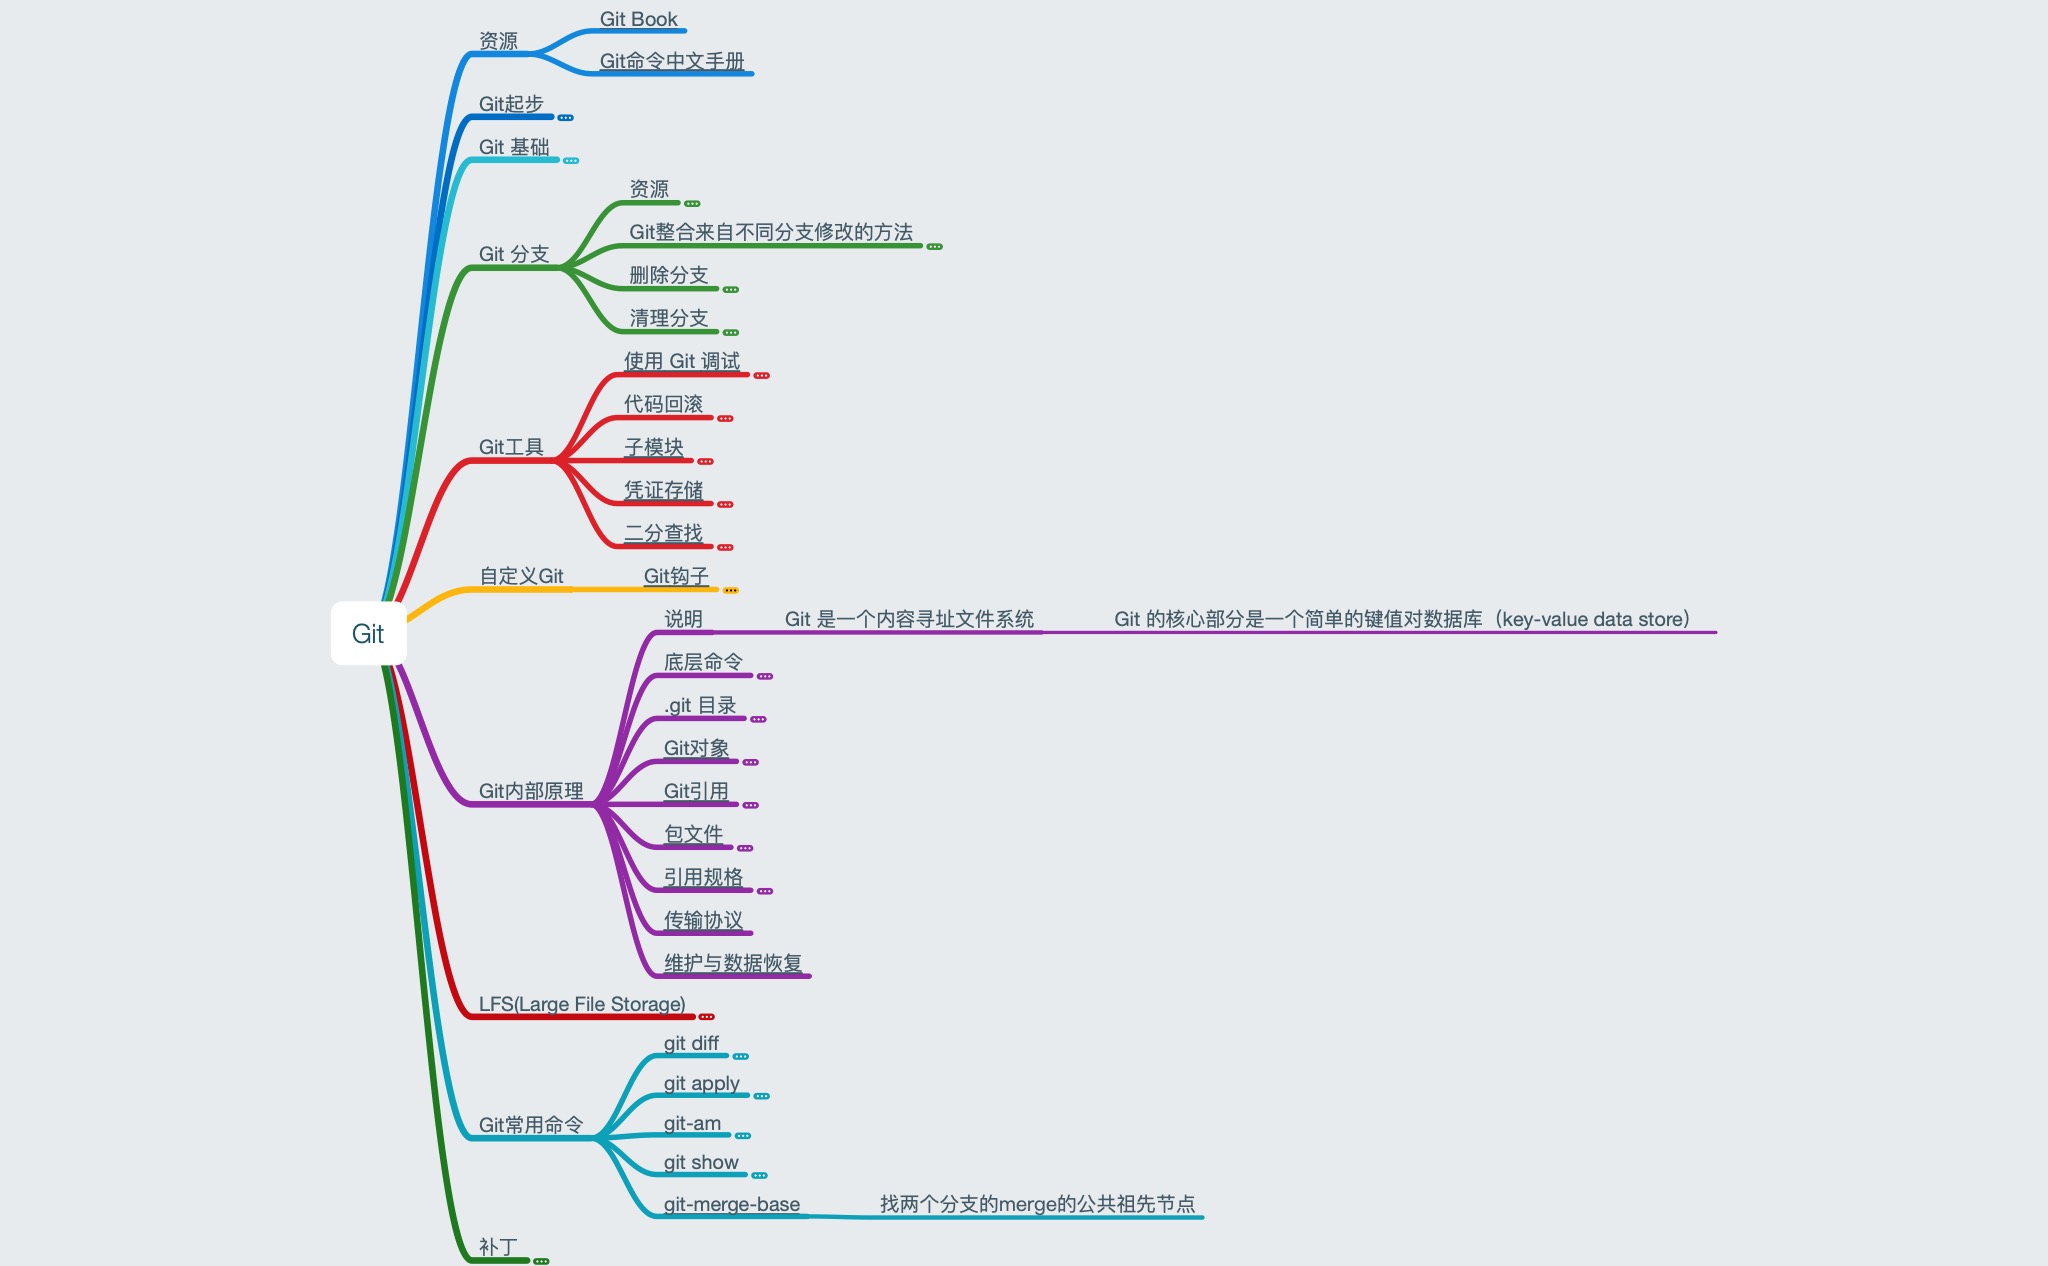 Git Book
资源
Git命令中文手册
Git起步
Git 基础
资源
Git整合来自不同分支修改的方法
Git 分支
删除分支
清理分支
使用 Git 调试
代码回滚
Git工具
子模块
凭证存储
二分查找
自定义Git
Git钩子
Git
说明
Git 是一个内容寻址文件系统
Git 的核心部分是一个简单的键值对数据库（key-value data store）
底层命令
.git 目录
Git对象
Git内部原理
Git引用
包文件
引用规格
传输协议
维护与数据恢复
LFS(Large File Storage)
git diff
git apply
Git常用命令
git-am
git show
git-merge-base
找两个分支的merge的公共祖先节点
补丁